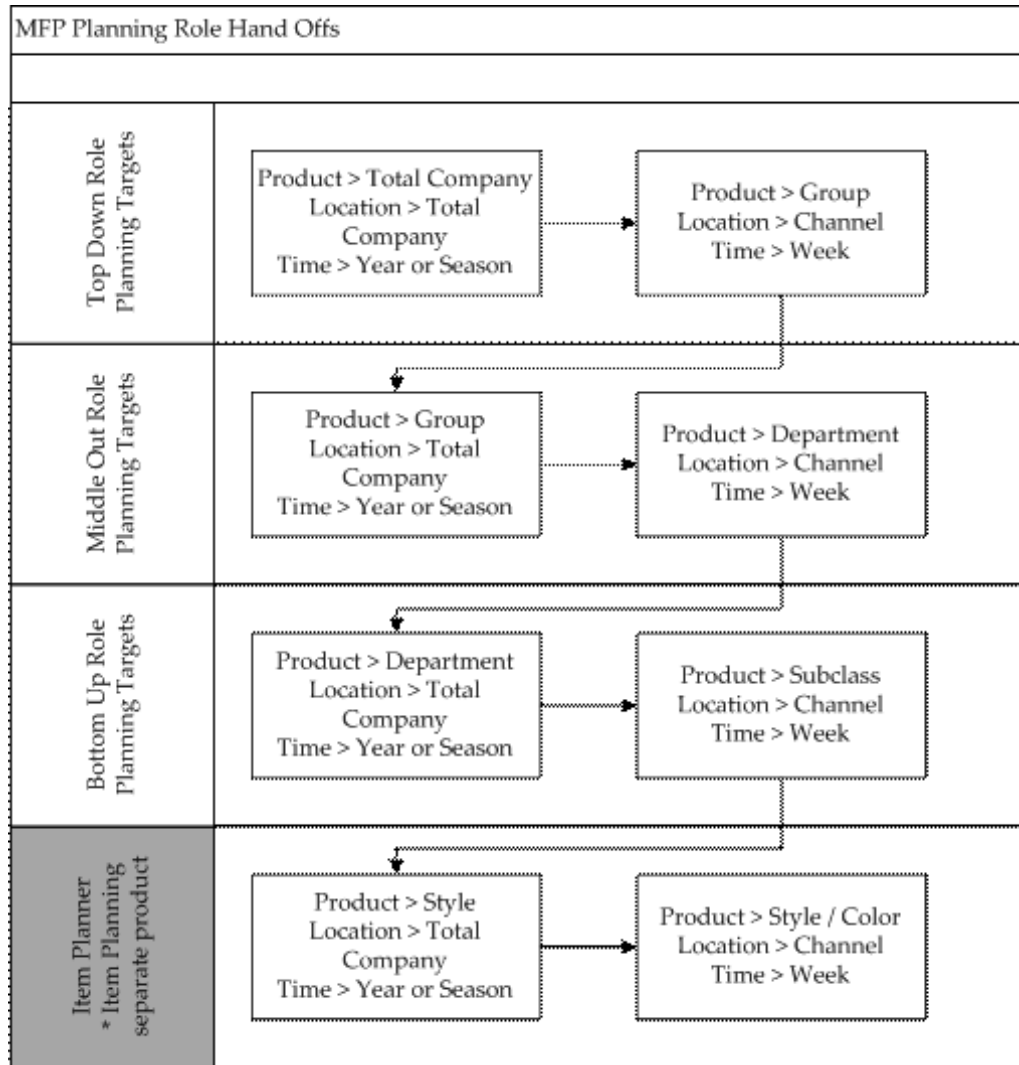 MFP Planning Role Hand Offs
Top Down Role
Planning Targets
Product > Total Company
Location > Total
Company
Time > Year or Season
Product > Group
Location > Channel
Time > Week
Middle Out Role
Planning Targets
Product > Group
Location > Total
Company
Time > Year or Season
Product > Department
Location > Channel
Time > Week
Bottom Up Role
Planning Targets
Product > Department
Location > Total
Company
Time > Year or Season
Product > Subclass
Location > Channel
Time > Week
Item Planner
* Item Planning
separate product
Product > Style
Location > Total
Company
Time > Year or Season
Product > Style / Color
Location > Channel
Time > Week